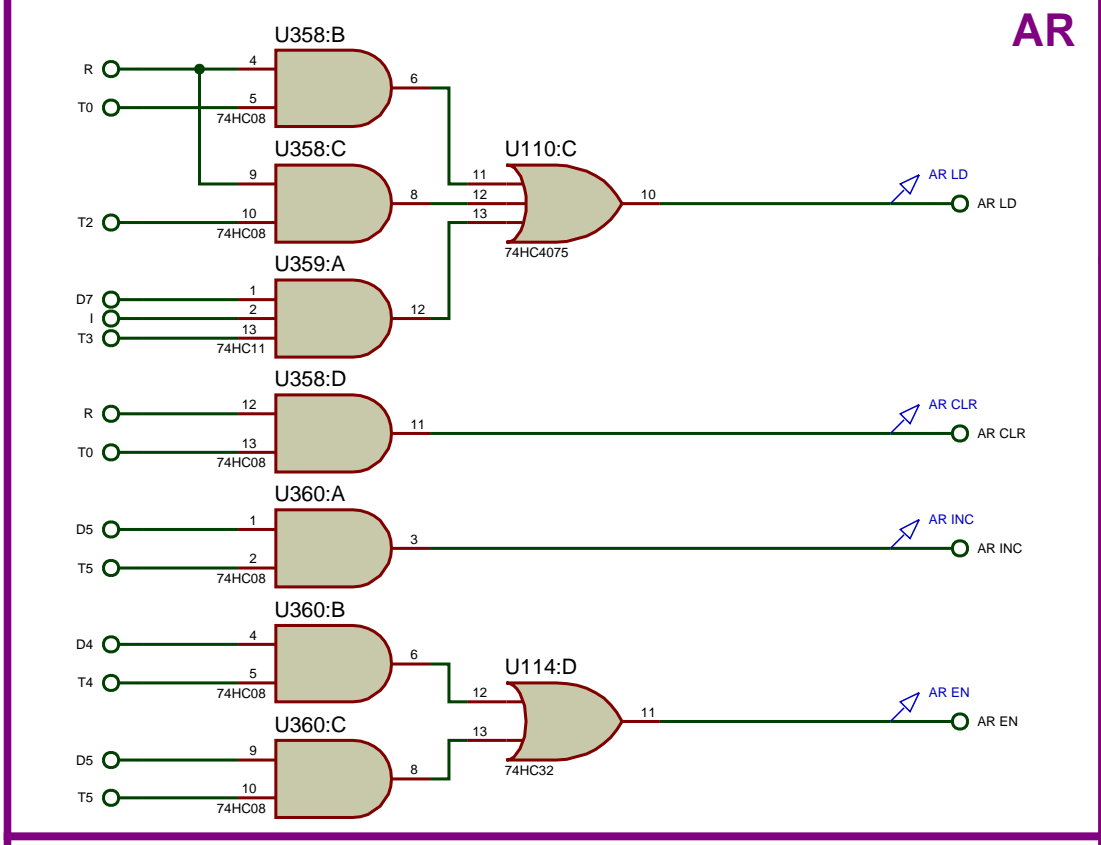 AR
U358:B
R
4
6
T0
5
74HC08
U358:C
U110:C
9
11
AR LD
8
12
10
AR LD
T2
10
13
74HC08
74HC4075
U359:A
D7
1
I
2
12
T3
13
74HC11
U358:D
R
12
AR CLR
11
AR CLR
T0
13
74HC08
U360:A
D5
1
AR INC
3
AR INC
T5
2
74HC08
U360:B
D4
4
6
U114:D
T4
5
12
AR EN
74HC08
11
AR EN
U360:C
13
D5
9
8
74HC32
T5
10
74HC08